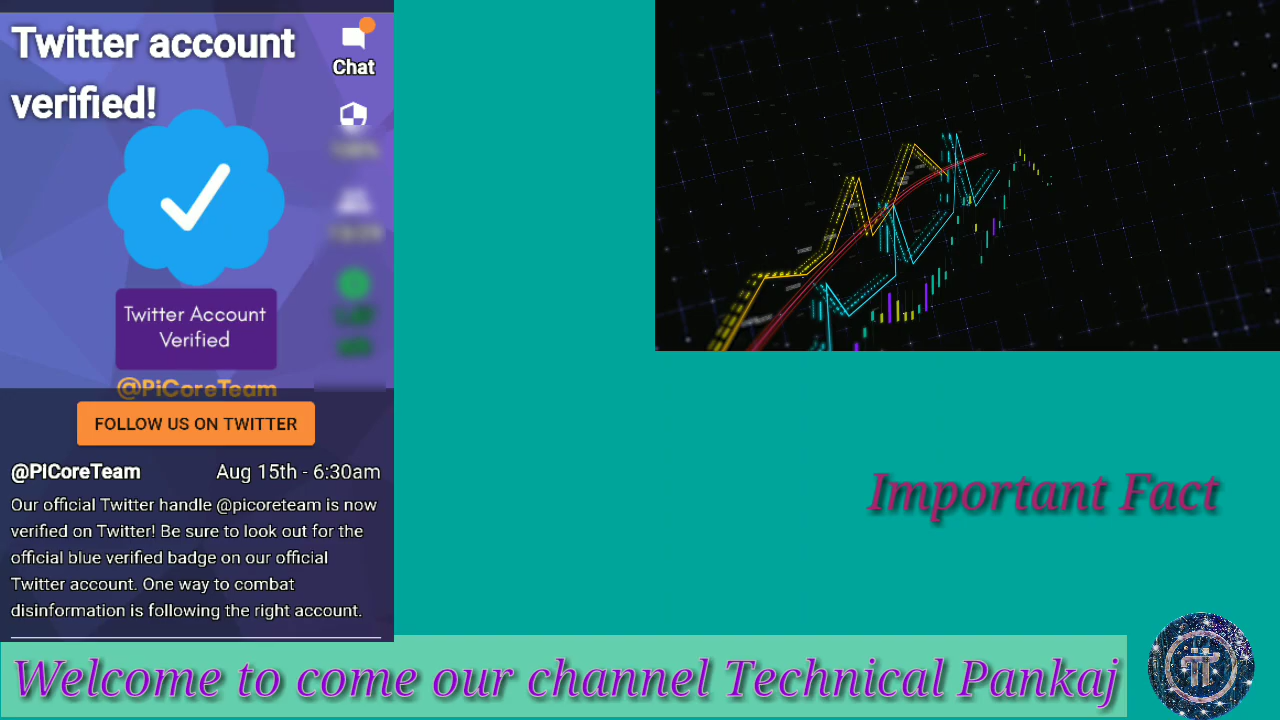 Twitter account
verified!
Chat
Twitter Account
Verified
@PiCoreTeam
FOLLOW US ON TWITTER
@PiCoreTeam
Aug 15th - 6:30am
Our official Twitter handle @picoreteam is now
verified on Twitter! Be sure to look out for the
official blue verified badge on our official
Twitter account. One way to combat
disinformation is following the right account.
Important Fact
Welcome to come our channel Technical Pankaj